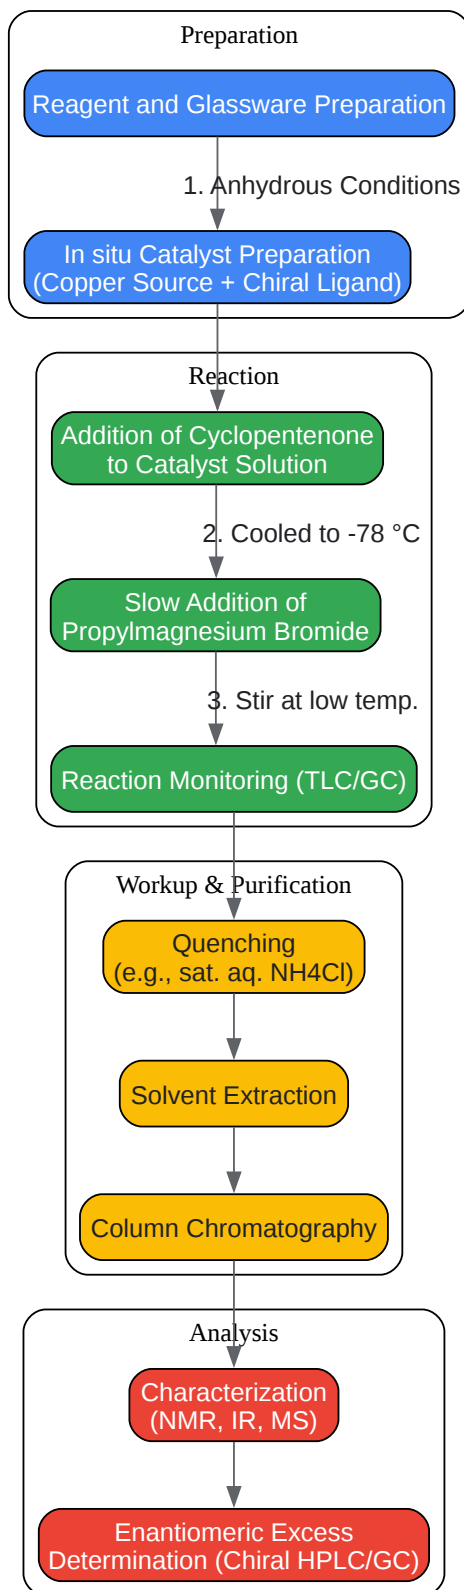 Preparation
Reagent and Glassware Preparation
1. Anhydrous Conditions
In situ Catalyst Preparation
(Copper Source + Chiral Ligand)
Reaction
Addition of Cyclopentenone
to Catalyst Solution
2. Cooled to -78 °C
Slow Addition of
Propylmagnesium Bromide
3. Stir at low temp.
Reaction Monitoring (TLC/GC)
Workup & Purification
Quenching
(e.g., sat. aq. NH4Cl)
Solvent Extraction
Column Chromatography
Analysis
Characterization
(NMR, IR, MS)
Enantiomeric Excess
Determination (Chiral HPLC/GC)